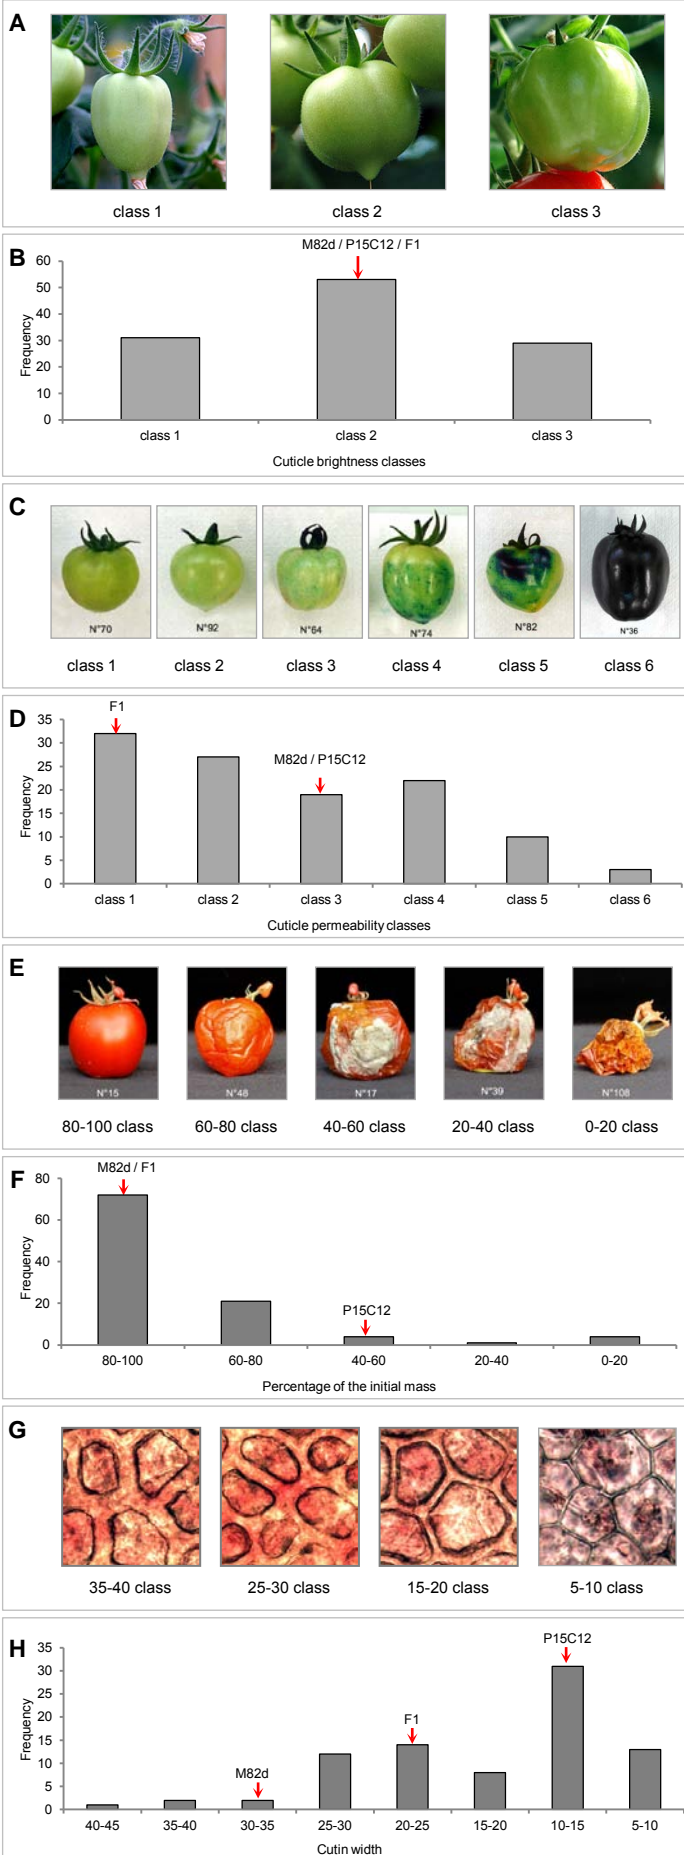 A
class 1 class 2 class 3
B
M82d / P15C12 / F1
60
50
40
30
20
10
0
Frequency
class 1 class 2 class 3
Cuticle brightness classes
C
N°70 N°92 N°64 N°74 N°82 N°36
class 1 class 2 class 3 class 4 class 5 class 6
D
F1
M82d / P15C12
35
30
25
20
15
10
5
0
Frequency
class 1 class 2 class 3 class 4 class 5 class 6
Cuticle permeability classes
E
N°15 N°48 N°17 N°39 N°108
80-100 class 60-80 class 40-60 class 20-40 class 0-20 class
F
M82d / F1
P15C12
80
60
40
20
0
Frequency
80-100 60-80 40-60 20-40 0-20
Percentage of the initial mass
G
35-40 class 25-30 class 15-20 class 5-10 class
H
P15C12
F1
M82d
35
30
25
20
15
10
5
0
Frequency
40-45 35-40 30-35 25-30 20-25 15-20 10-15 5-10
Cutin width